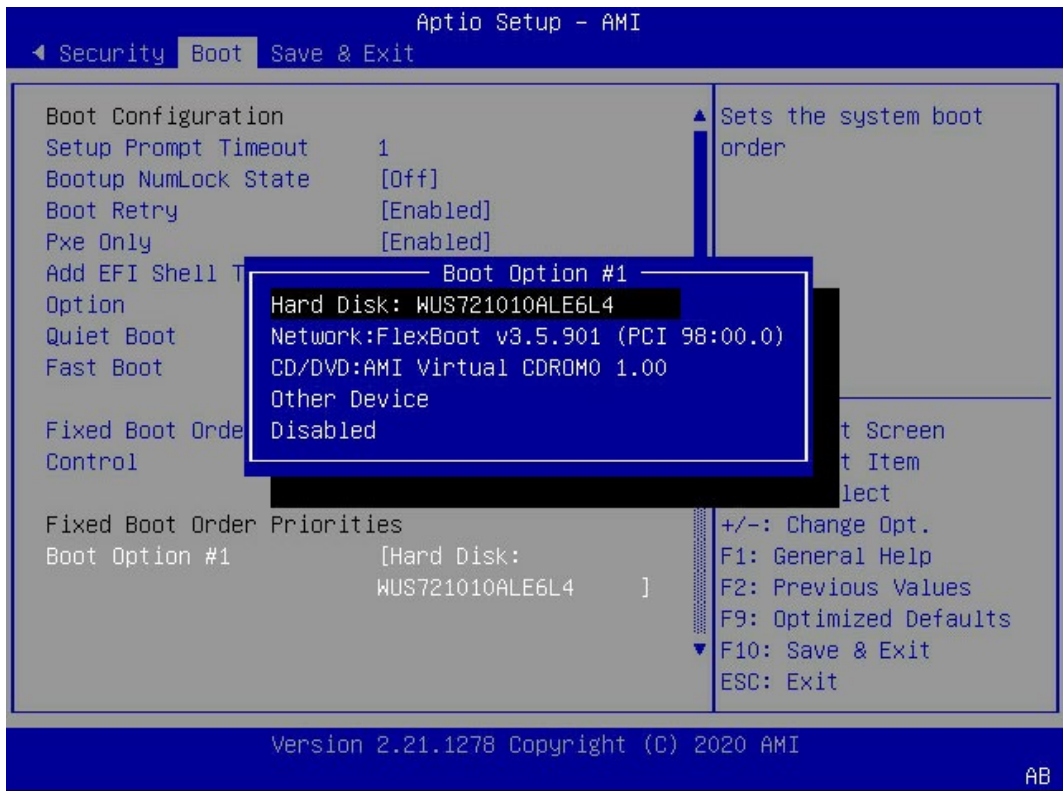 Aptio Setup – AMI
Security Boot Save & Exit
Boot Configuration
Setup Prompt Timeout 1
Bootup NumLock State [Off]
Boot Retry [Enabled]
Pxe Only [Enabled]
Add EFI Shell T
Option
Quiet Boot
Fast Boot
Fixed Boot Orde
Control
Fixed Boot Order Priorities
Boot Option #1 [Hard Disk:
WUS721010ALE6L4 ]
Boot Option #1
Hard Disk: WUS721010ALE6L4
Network:FlexBoot v3.5.901 (PCI 98:00.0)
CD/DVD:AMI Virtual CDROM0 1.00
Other Device
Disabled
Sets the system boot
order
t Screen
t Item
lect
+/-: Change Opt.
F1: General Help
F2: Previous Values
F9: Optimized Defaults
F10: Save & Exit
ESC: Exit
Version 2.21.1278 Copyright (C) 2020 AMI
AB